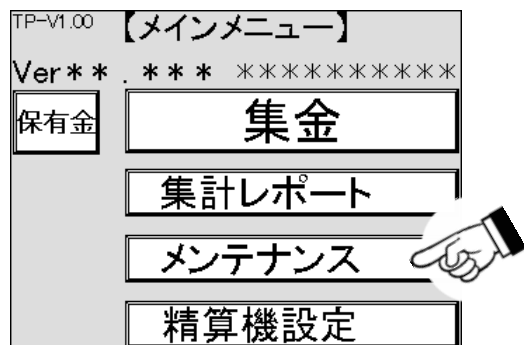 TP-V1.00 【メインメニュー】
Ver**.*** **********
保有金 集金
集計レポート
メンテナンス
精算機設定